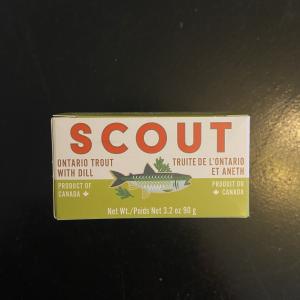 SCOUT
ONTARIO TROUT
WITH DILL
TRUITE DE L'ONTARIO
ET ANETH
PRODUCT OF
CANADA
PRODUIT DU
CANADA
Net Wt./Poids Net 3.2 oz 90 g